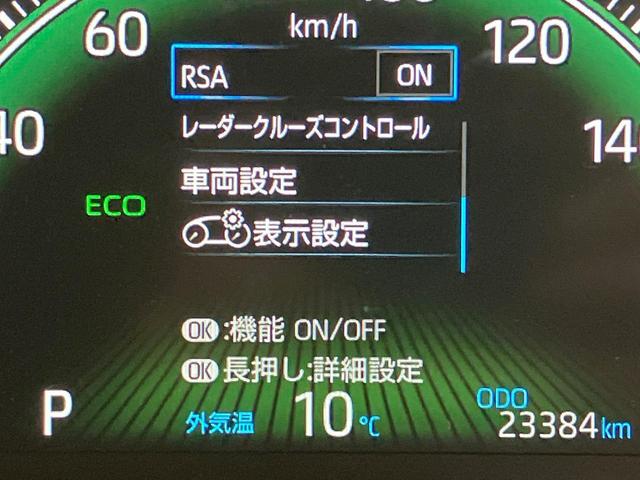 km/h
60
120
RSA ON
40
レーダークルーズコントロール
14
車両設定
ECO
表示設定
OK:機能 ON/OFF
OK長押し:詳細設定
P
外気温 10℃
ODO
23384km